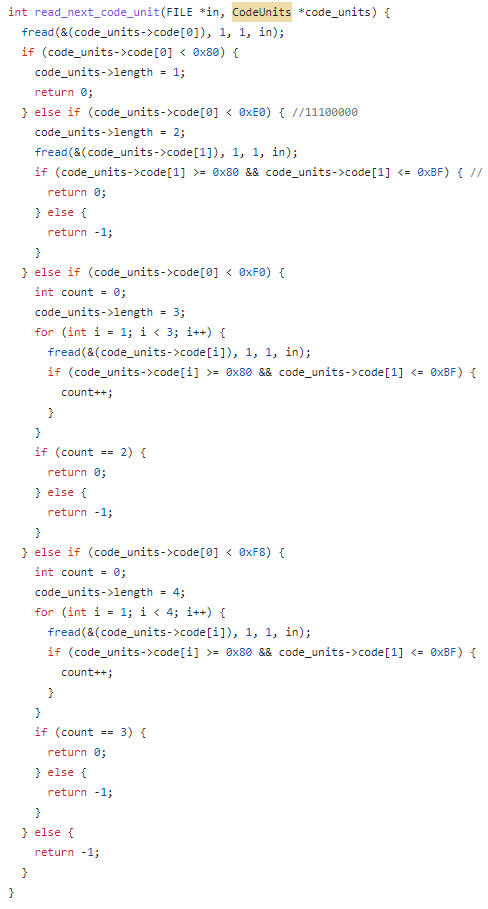 int read_next_code_unit(FILE *in, CodeUnits *code_units) {
  fread(&(code_units->code[0]), 1, 1, in);
  if (code_units->code[0] < 0x80) {
    code_units->length = 1;
    return 0;
  } else if (code_units->code[0] < 0xE0) { //11100000
    code_units->length = 2;
    fread(&(code_units->code[1]), 1, 1, in);
    if (code_units->code[1] >= 0x80 && code_units->code[1] <= 0xBF) { //
      return 0;
    } else {
      return -1;
    }
  } else if (code_units->code[0] < 0xF0) {
    int count = 0;
    code_units->length = 3;
    for (int i = 1; i < 3; i++) {
      fread(&(code_units->code[i]), 1, 1, in);
      if (code_units->code[i] >= 0x80 && code_units->code[1] <= 0xBF) {
        count++;
      }
    }
    if (count == 2) {
      return 0;
    } else {
      return -1;
    }
  } else if (code_units->code[0] < 0xF8) {
    int count = 0;
    code_units->length = 4;
    for (int i = 1; i < 4; i++) {
      fread(&(code_units->code[i]), 1, 1, in);
      if (code_units->code[i] >= 0x80 && code_units->code[1] <= 0xBF) {
        count++;
      }
    }
    if (count == 3) {
      return 0;
    } else {
      return -1;
    }
  } else {
    return -1;
  }
}